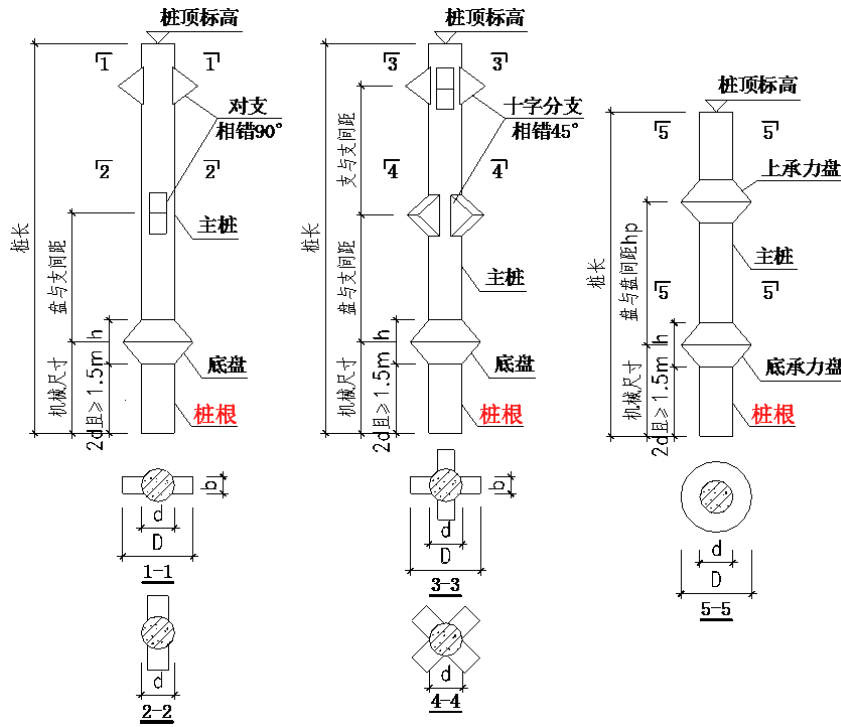 桩顶标高
1
1
对支
相错90°
2
2
主桩
桩长
盘与支间距
机械尺寸
h
2d且≥1.5m
底盘
桩根
b
d
D
1-1
d
2-2
桩顶标高
3
3
十字分支
相错45°
4
4
桩长
支与支间距
盘与支间距
主桩
机械尺寸
h
2d且≥1.5m
底盘
桩根
b
d
D
3-3
d
4-4
桩顶标高
5
5
上承力盘
主桩
桩长
盘与盘间距hp
5
5
机械尺寸
h
2d且≥1.5m
底承力盘
桩根
d
D
5-5